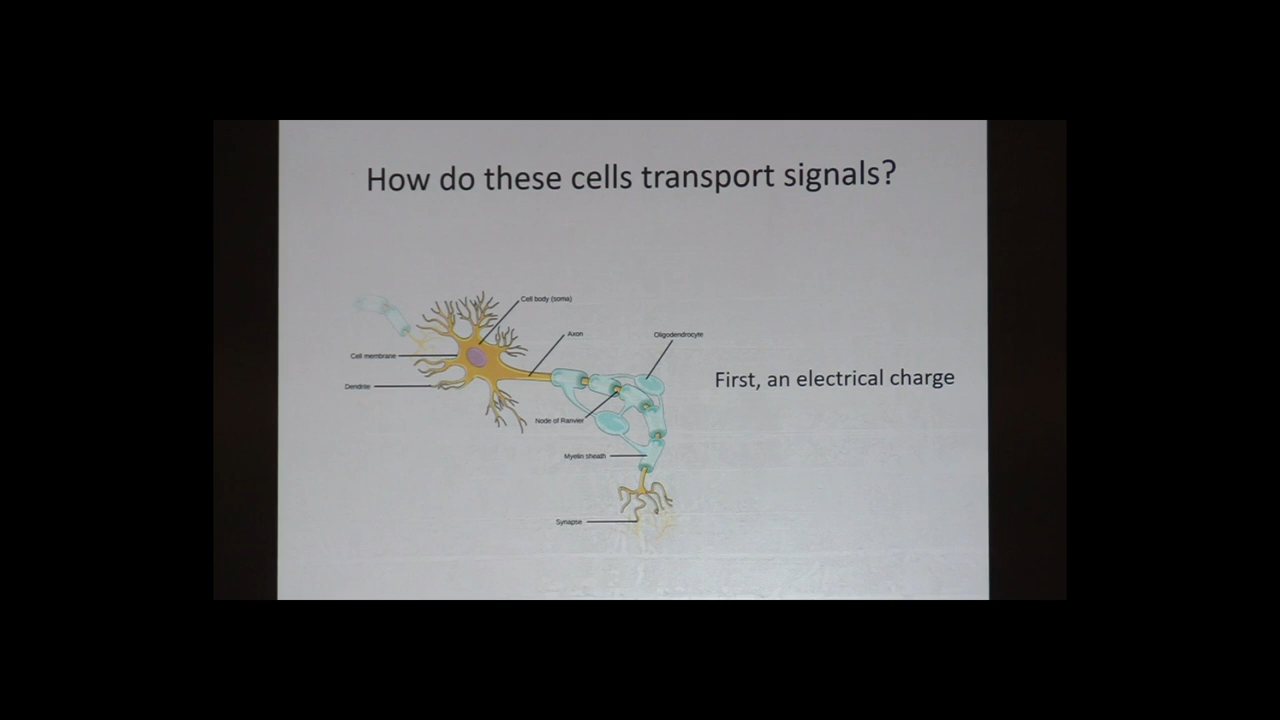 How do these cells transport signals?
Cell body (soma)
Axon
Oligodendrocyte
Cell membrane
Dendrite
First, an electrical charge
Node of Ranvier
Myelin sheath
Synapse